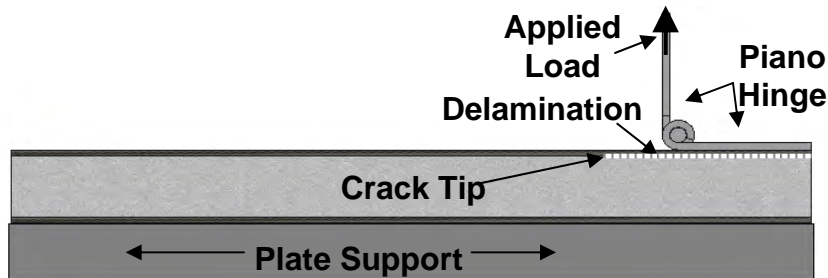 Applied
Load
Piano
Hinge
Delamination
Crack Tip
Plate Support